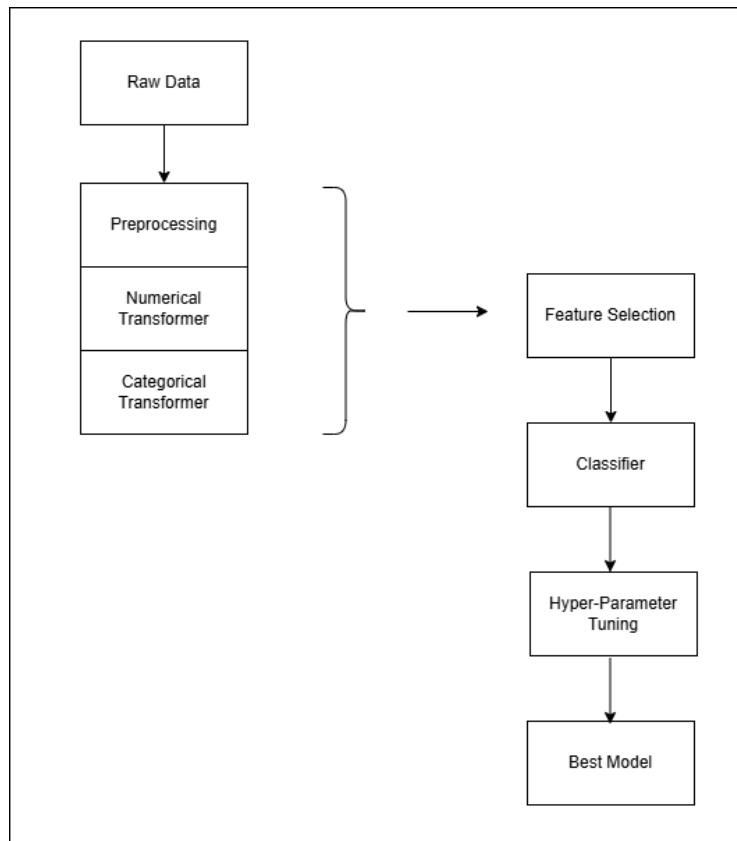 Raw Data
Preprocessing
Numerical
Transformer
Categorical
Transformer
Feature Selection
Classifier
Hyper-Parameter
Tuning
Best Model